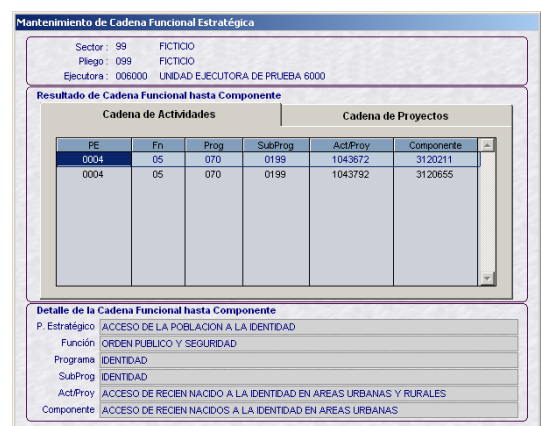 Mantenimiento de Cadena Funcional Estratégica
Sector : 99 FICTICIO
Pliego : 099 FICTICIO
Ejecutora : 006000 UNIDAD EJECUTORA DE PRUEBA 6000
Resultado de Cadena Funcional hasta Componente
Cadena de Actividades Cadena de Proyectos
PE Fn Prog SubProg Act/Proy Componente
0004 05 070 0199 1043672 3120211
0004 05 070 0199 1043792 3120655
Detalle de la Cadena Funcional hasta Componente
P. Estratégico ACCESO DE LA POBLACION A LA IDENTIDAD
Función ORDEN PUBLICO Y SEGURIDAD
Programa IDENTIDAD
SubProg IDENTIDAD
Act/Proy ACCESO DE RECIEN NACIDO A LA IDENTIDAD EN AREAS URBANAS Y RURALES
Componente ACCESO DE RECIEN NACIDOS A LA IDENTIDAD EN AREAS URBANAS